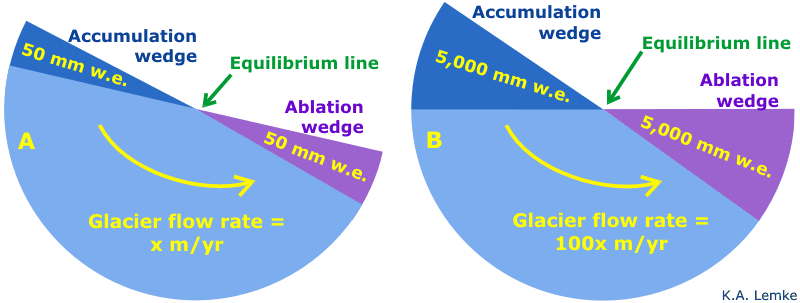 Accumulation
wedge
50 mm w.e.
Equilibrium line
Ablation
wedge
50 mm w.e.
A
Glacier flow rate =
x m/yr
Accumulation
wedge
5,000 mm w.e.
Equilibrium line
Ablation
wedge
5,000 mm w.e.
B
Glacier flow rate =
100x m/yr
K.A. Lemke